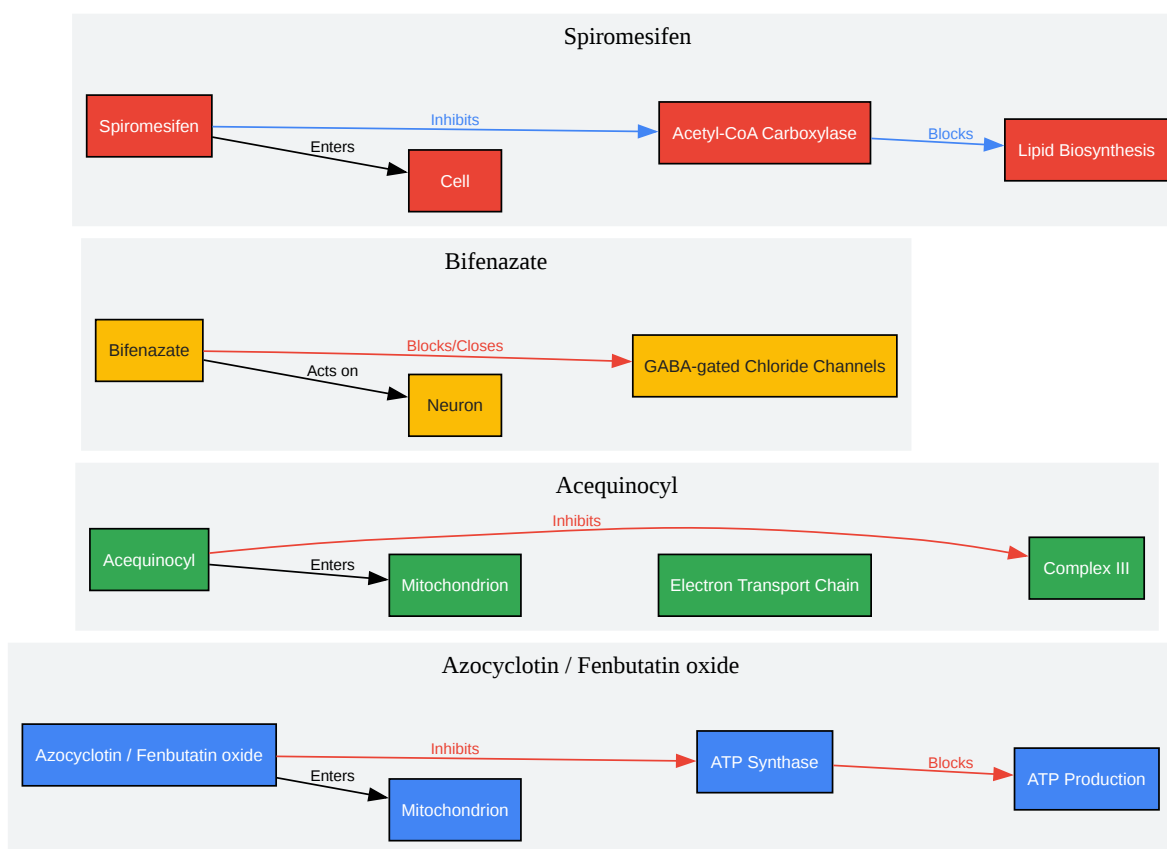 Spiromesifen
Inhibits
Spiromesifen
Acetyl-CoA Carboxylase
Blocks
Lipid Biosynthesis
Enters
Cell
Bifenazate
Bifenazate
Blocks/Closes
GABA-gated Chloride Channels
Acts on
Neuron
Acequinocyl
Inhibits
Acequinocyl
Enters
Mitochondrion
Electron Transport Chain
Complex III
Azocyclotin / Fenbutatin oxide
Azocyclotin / Fenbutatin oxide
Inhibits
ATP Synthase
Blocks
ATP Production
Enters
Mitochondrion